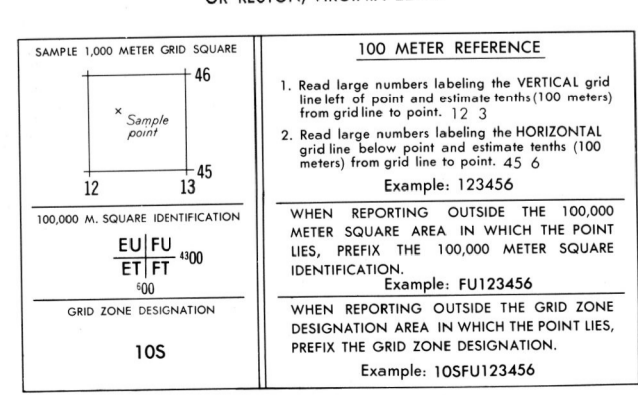 SAMPLE 1,000 METER GRID SQUARE
46
×
Sample
point
45
12
13
100,000 M. SQUARE IDENTIFICATION
EU FU
ET FT
4300
600
GRID ZONE DESIGNATION
10S
100 METER REFERENCE
1. Read large numbers labeling the VERTICAL grid
line left of point and estimate tenths (100 meters)
from grid line to point. 12 3
2. Read large numbers labeling the HORIZONTAL
grid line below point and estimate tenths (100
meters) from grid line to point. 45 6
Example: 123456
WHEN REPORTING OUTSIDE THE 100,000
METER SQUARE AREA IN WHICH THE POINT
LIES, PREFIX THE 100,000 METER SQUARE
IDENTIFICATION.
Example: FU123456
WHEN REPORTING OUTSIDE THE GRID ZONE
DESIGNATION AREA IN WHICH THE POINT LIES,
PREFIX THE GRID ZONE DESIGNATION.
Example: 10SFU123456